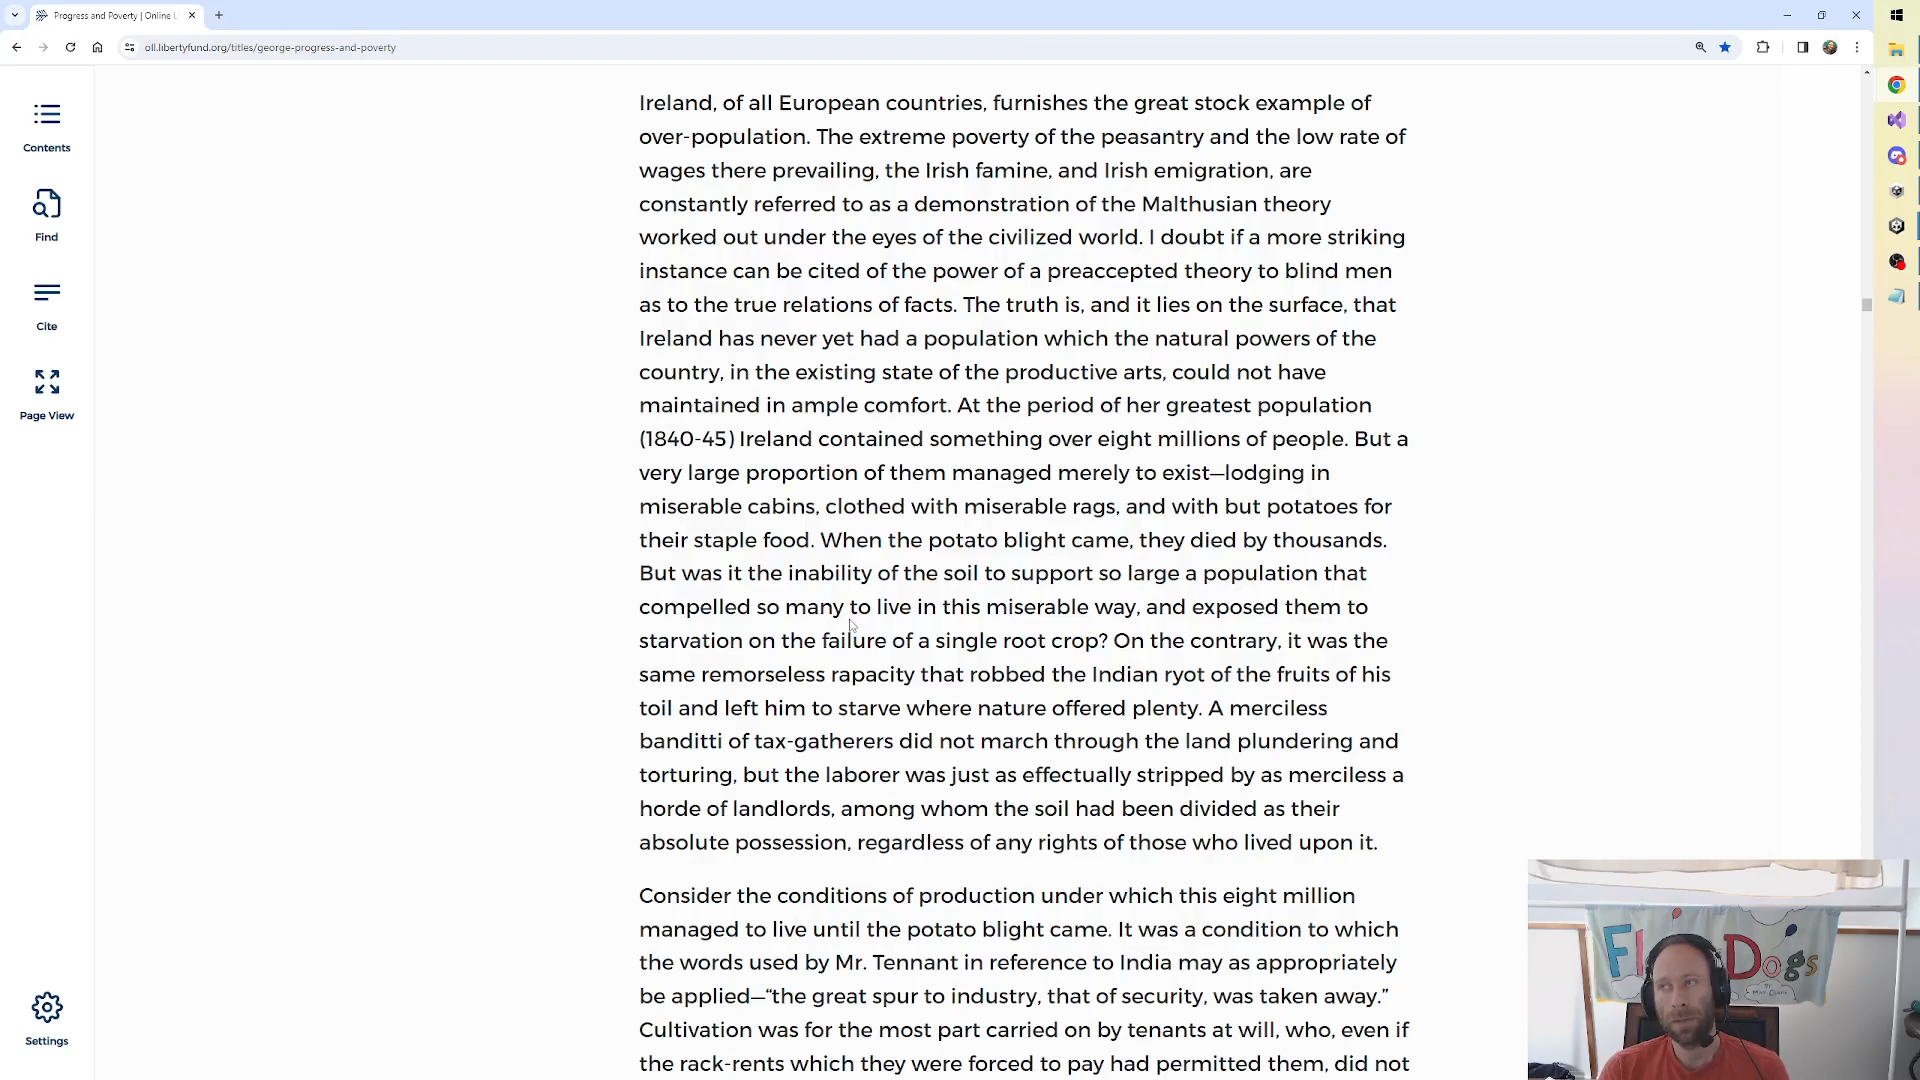 Progress and Poverty | Online L
oll.libertyfund.org/titles/george-progress-and-poverty
Contents
Find
Cite
Page View
Settings
Ireland, of all European countries, furnishes the great stock example of
over-population. The extreme poverty of the peasantry and the low rate of
wages there prevailing, the Irish famine, and Irish emigration, are
constantly referred to as a demonstration of the Malthusian theory
worked out under the eyes of the civilized world. I doubt if a more striking
instance can be cited of the power of a preaccepted theory to blind men
as to the true relations of facts. The truth is, and it lies on the surface, that
Ireland has never yet had a population which the natural powers of the
country, in the existing state of the productive arts, could not have
maintained in ample comfort. At the period of her greatest population
(1840-45) Ireland contained something over eight millions of people. But a
very large proportion of them managed merely to exist—lodging in
miserable cabins, clothed with miserable rags, and with but potatoes for
their staple food. When the potato blight came, they died by thousands.
But was it the inability of the soil to support so large a population that
compelled so many to live in this miserable way, and exposed them to
starvation on the failure of a single root crop? On the contrary, it was the
same remorseless rapacity that robbed the Indian ryot of the fruits of his
toil and left him to starve where nature offered plenty. A merciless
banditti of tax-gatherers did not march through the land plundering and
torturing, but the laborer was just as effectually stripped by as merciless a
horde of landlords, among whom the soil had been divided as their
absolute possession, regardless of any rights of those who lived upon it.
Consider the conditions of production under which this eight million
managed to live until the potato blight came. It was a condition to which
the words used by Mr. Tennant in reference to India may as appropriately
be applied—“the great spur to industry, that of security, was taken away.”
Cultivation was for the most part carried on by tenants at will, who, even if
the rack-rents which they were forced to pay had permitted them, did not
Dogs